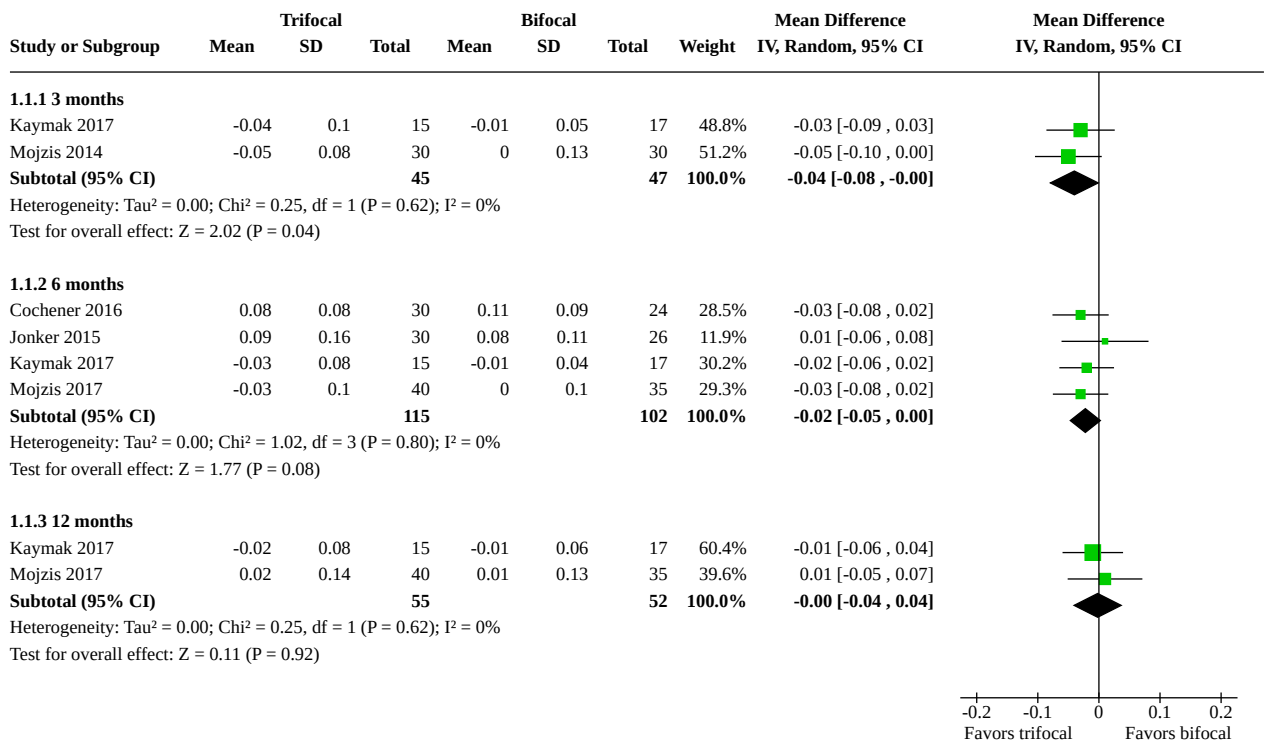 Trifocal Bifocal Mean Difference Mean Difference
Study or Subgroup Mean SD Total Mean SD Total Weight IV, Random, 95% CI IV, Random, 95% CI
1.1.1 3 months
Kaymak 2017 -0.04 0.1 15 -0.01 0.05 17 48.8% -0.03 [-0.09 , 0.03]
Mojzis 2014 -0.05 0.08 30 0 0.13 30 51.2% -0.05 [-0.10 , 0.00]
Subtotal (95% CI) 45 47 100.0% -0.04 [-0.08 , -0.00]
Heterogeneity: Tau² = 0.00; Chi² = 0.25, df = 1 (P = 0.62); I² = 0%
Test for overall effect: Z = 2.02 (P = 0.04)
1.1.2 6 months
Cochener 2016 0.08 0.08 30 0.11 0.09 24 28.5% -0.03 [-0.08 , 0.02]
Jonker 2015 0.09 0.16 30 0.08 0.11 26 11.9% 0.01 [-0.06 , 0.08]
Kaymak 2017 -0.03 0.08 15 -0.01 0.04 17 30.2% -0.02 [-0.06 , 0.02]
Mojzis 2017 -0.03 0.1 40 0 0.1 35 29.3% -0.03 [-0.08 , 0.02]
Subtotal (95% CI) 115 102 100.0% -0.02 [-0.05 , 0.00]
Heterogeneity: Tau² = 0.00; Chi² = 1.02, df = 3 (P = 0.80); I² = 0%
Test for overall effect: Z = 1.77 (P = 0.08)
1.1.3 12 months
Kaymak 2017 -0.02 0.08 15 -0.01 0.06 17 60.4% -0.01 [-0.06 , 0.04]
Mojzis 2017 0.02 0.14 40 0.01 0.13 35 39.6% 0.01 [-0.05 , 0.07]
Subtotal (95% CI) 55 52 100.0% -0.00 [-0.04 , 0.04]
Heterogeneity: Tau² = 0.00; Chi² = 0.25, df = 1 (P = 0.62); I² = 0%
Test for overall effect: Z = 0.11 (P = 0.92)
-0.2 -0.1 0 0.1 0.2
Favors trifocal Favors bifocal